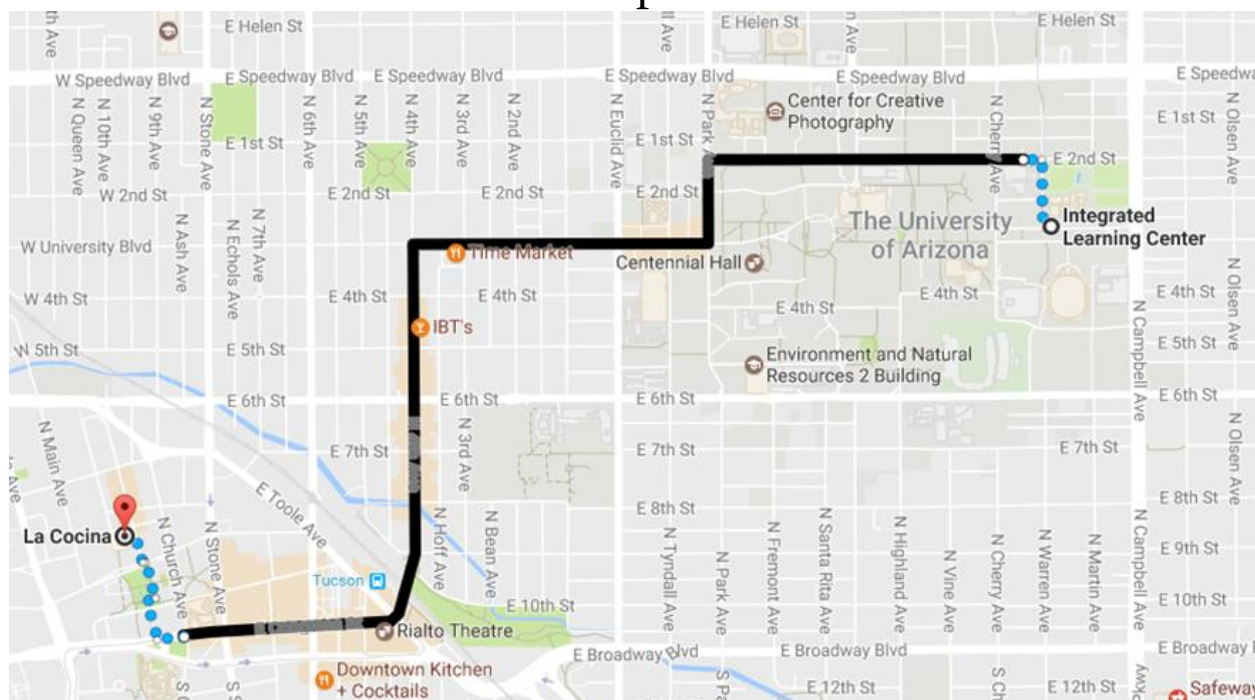 E Helen St
E Helen St
W Speedway Blvd
E Speedway Blvd
E Speedway Blvd
E Speedway Blvd
E Speedway Blvd
N Queen Ave
N 10th Ave
N 9th Ave
N Stone Ave
N 6th Ave
N 5th Ave
N 4th Ave
N 3rd Ave
N 2nd Ave
N Euclid Ave
N Cherry Ave
N Olsen Ave
Center for Creative
Photography
E 1st St
E 1st St
E 1st St
W 2nd St
E 2nd St
E 2nd St
E 2nd St
E 2nd St
N Ash Ave
N Echols Ave
N 7th Ave
The University
of Arizona
Integrated
Learning Center
W University Blvd
Time Market
Centennial Hall
W 4th St
E 4th St
E 4th St
E 4th St
E 4th St
E 4th St
N Olsen Ave
N Campbell Ave
IBT's
W 5th St
E 5th St
E 5th St
Environment and Natural
Resources 2 Building
E 6th St
E 6th St
E 6th St
E 6th St
N Main Ave
N 3rd Ave
E 7th St
E 7th St
E 7th St
N Olsen Ave
E Toole Ave
E 8th St
E 8th St
La Cocina
N Church Ave
N Stone Ave
N Hoff Ave
N Bean Ave
N Tyndall Ave
N Park Ave
N Fremont Ave
N Santa Rita Ave
N Highland Ave
N Vine Ave
N Cherry Ave
N Warren Ave
N Martin Ave
N Campbell Ave
E 9th St
Tucson
E 10th St
E 10th St
Rialto Theatre
E Broadway Blvd
E Broadway Blvd
Downtown Kitchen
+ Cocktails
E 12th St
E 12th St